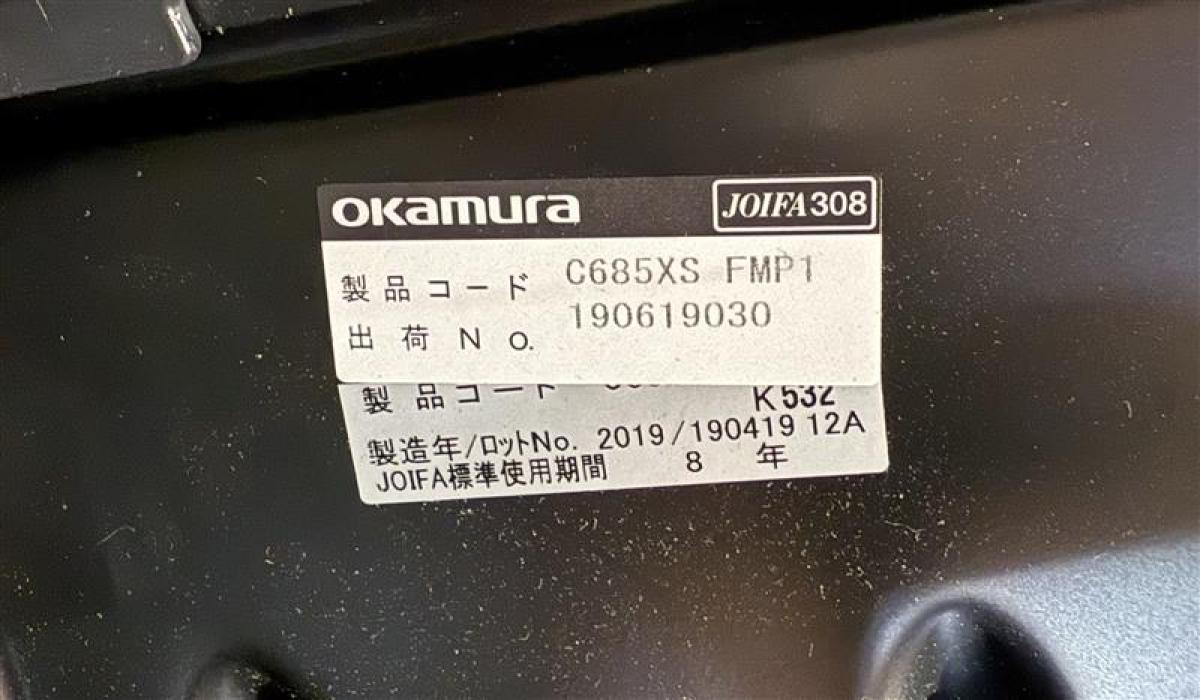 okamura JOIFA308
製品コード C685XS FMP1
出荷No. 190619030
製品コード
K532
製造年/ロットNo. 2019/190419 12A
JOIFA標準使用期間 8 年